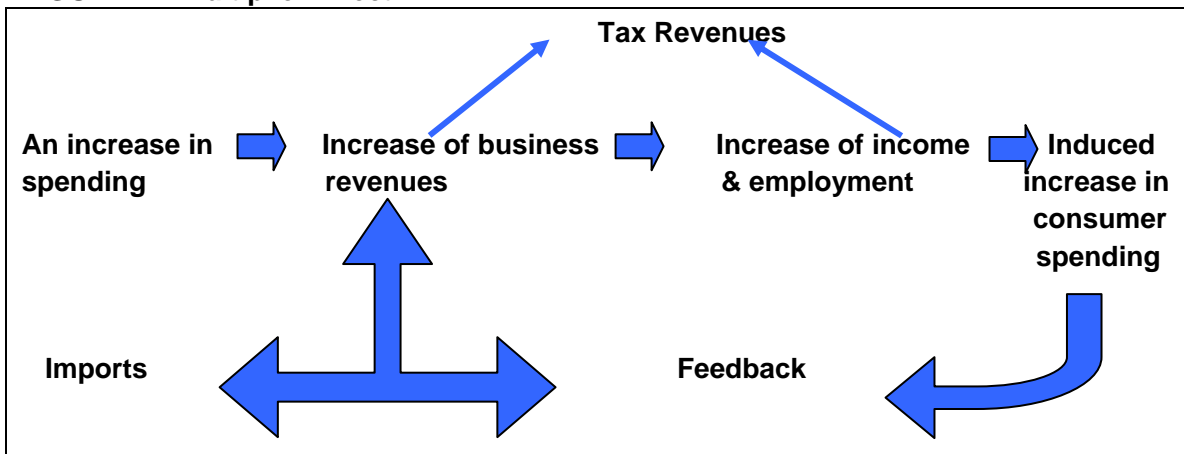 Tax Revenues
An increase in
spending
Increase of business
revenues
Increase of income
& employment
Induced
increase in
consumer
spending
Imports
Feedback